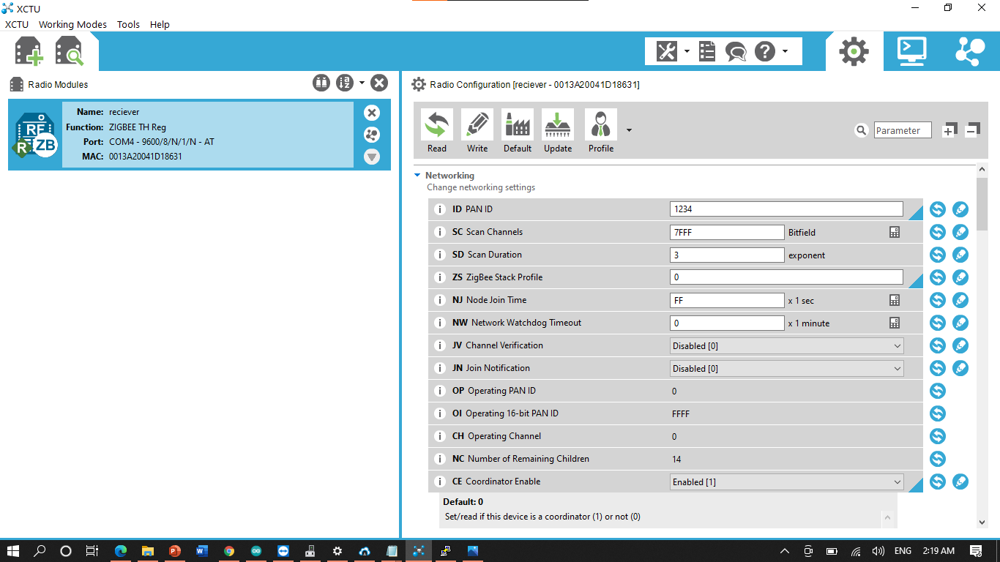 XCTU
XCTU Working Modes Tools Help
Radio Modules
Name: reciever
Function: ZIGBEE TH Reg
Port: COM4 - 9600/8/N/1/N - AT
MAC: 0013A20041D18631
RF
R ZB
Radio Configuration [reciever - 0013A20041D18631]
Read Write Default Update Profile
Parameter
Networking
Change networking settings
i ID PAN ID 1234
i SC Scan Channels 7FFF Bitfield
i SD Scan Duration 3 exponent
i ZS ZigBee Stack Profile 0
i NJ Node Join Time FF x 1 sec
i NW Network Watchdog Timeout 0 x 1 minute
i JV Channel Verification Disabled [0]
i JN Join Notification Disabled [0]
i OP Operating PAN ID 0
i OI Operating 16-bit PAN ID FFFF
i CH Operating Channel 0
i NC Number of Remaining Children 14
i CE Coordinator Enable Enabled [1]
Default: 0
Set/read if this device is a coordinator (1) or not (0)
ENG 2:19 AM